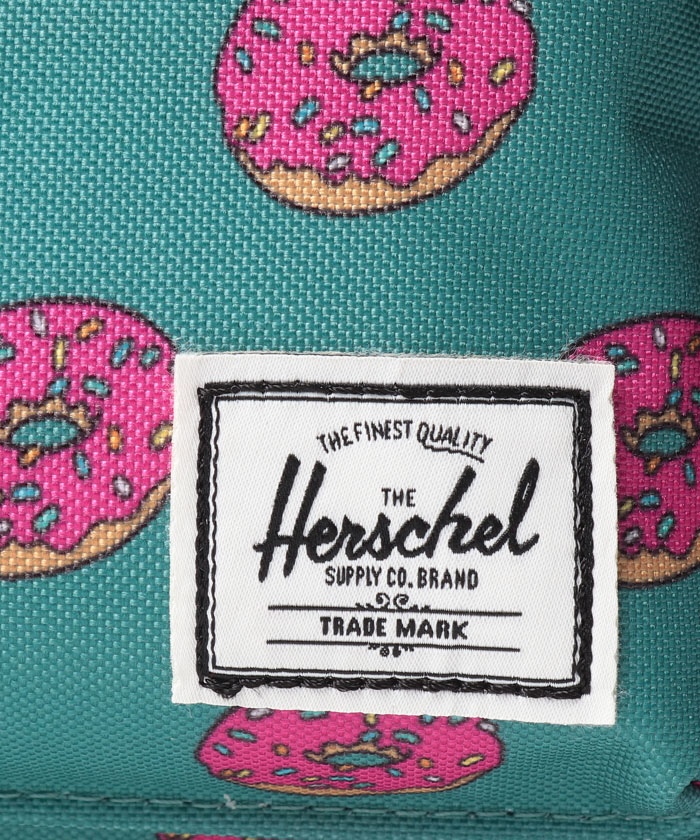 THE FINEST QUALITY
THE
Herschel
SUPPLY CO. BRAND
TRADE MARK